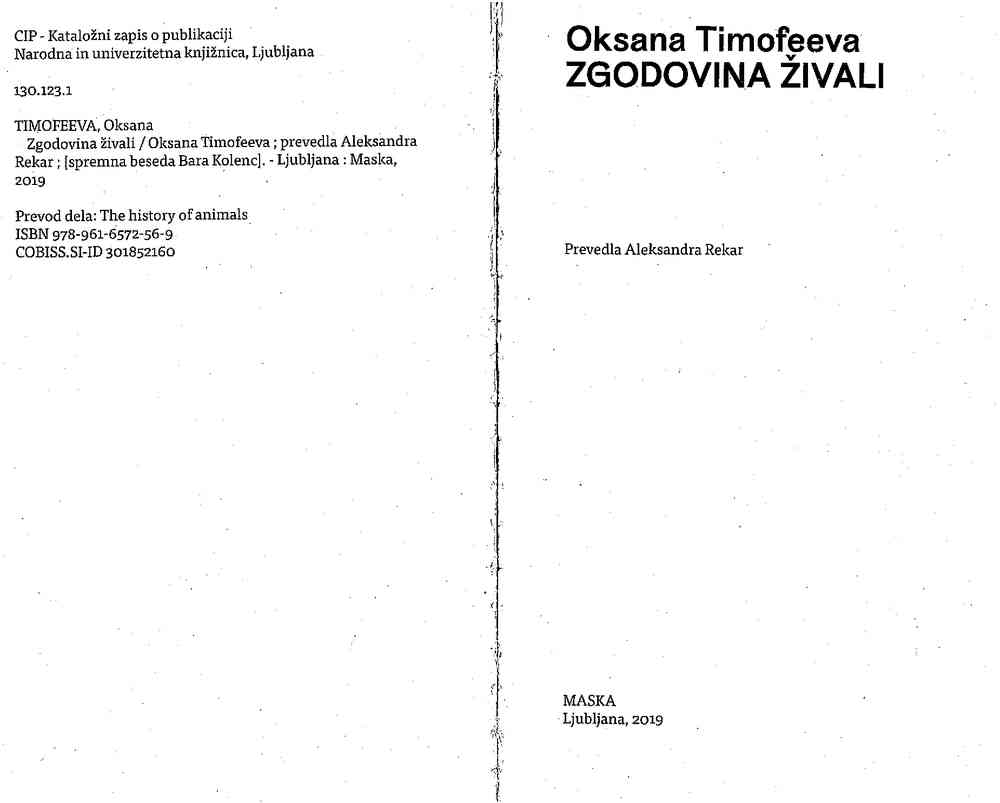 CIP - Kataložni zapis o publikaciji
Narodna in univerzitetna knjižnica, Ljubljana
130.123.1
TIMOFEEVA, Oksana
Zgodovina živali / Oksana Timofeeva ; prevedla Aleksandra
Rekar ; [spremna beseda Bara Kolenc]. - Ljubljana : Maska,
2019
Prevod dela: The history of animals
ISBN 978-961-6572-56-9
COBISS.SI-ID 301852160
Oksana Timofeeva
ZGODOVINA ŽIVALI
Prevedla Aleksandra Rekar
MASKA
Ljubljana, 2019